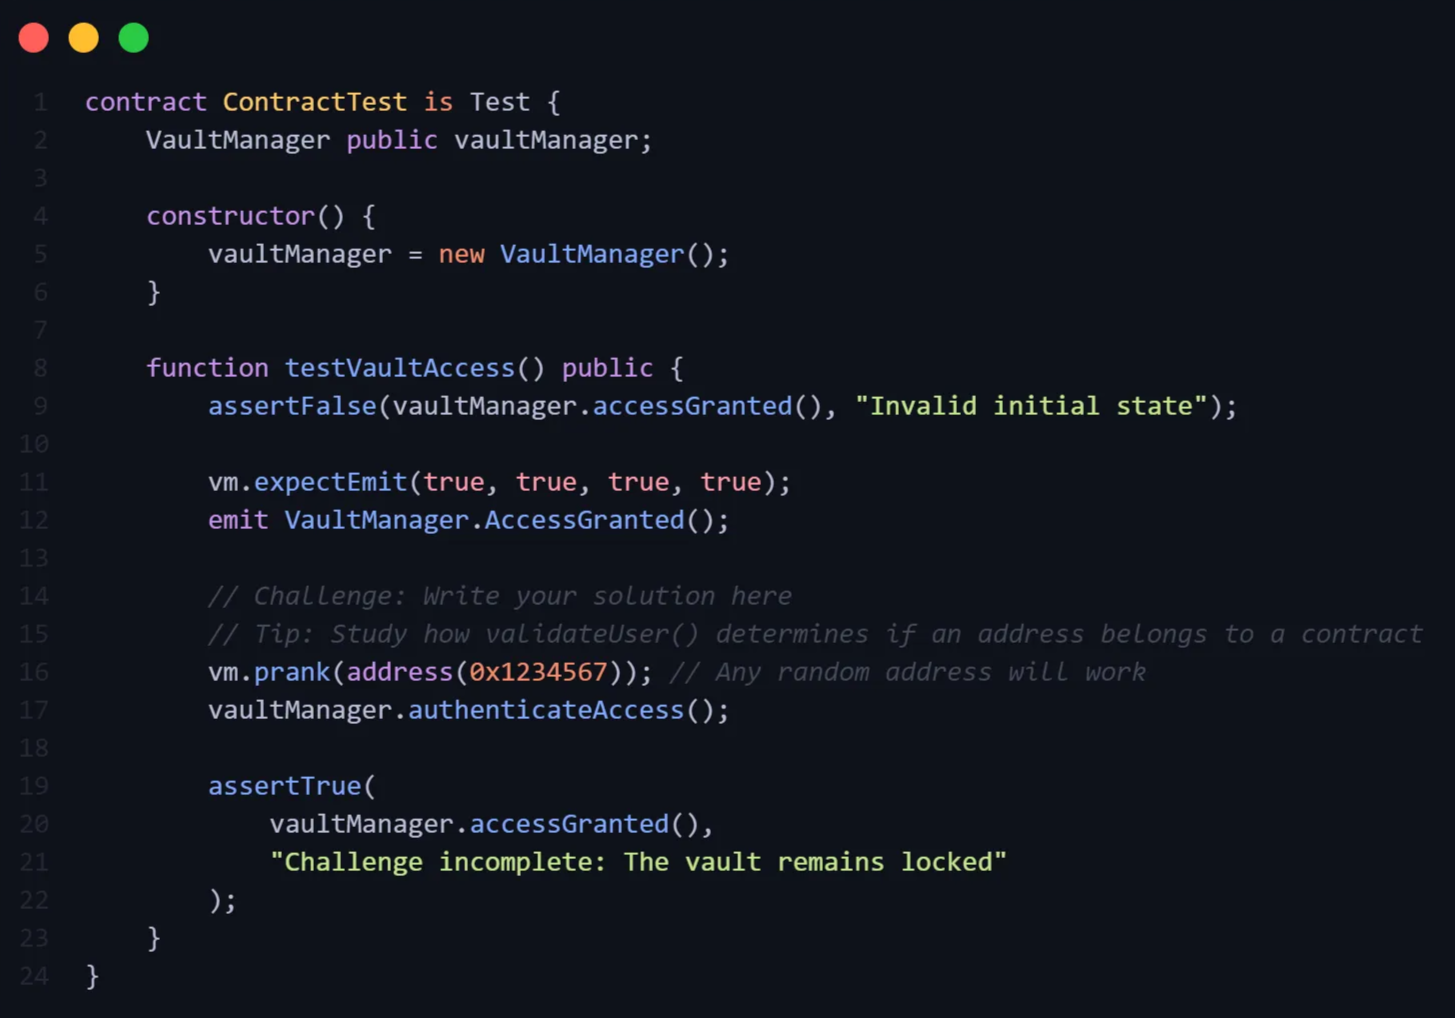 1 contract ContractTest is Test {
2 VaultManager public vaultManager;
3
4 constructor() {
5 vaultManager = new VaultManager();
6 }
7
8 function testVaultAccess() public {
9 assertFalse(vaultManager.accessGranted(), "Invalid initial state");
10
11 vm.expectEmit(true, true, true, true);
12 emit VaultManager.AccessGranted();
13
14 // Challenge: Write your solution here
15 // Tip: Study how validateUser() determines if an address belongs to a contract
16 vm.prank(address(0x1234567)); // Any random address will work
17 vaultManager.authenticateAccess();
18
19 assertTrue(
20 vaultManager.accessGranted(),
21 "Challenge incomplete: The vault remains locked"
22 );
23 }
24 }